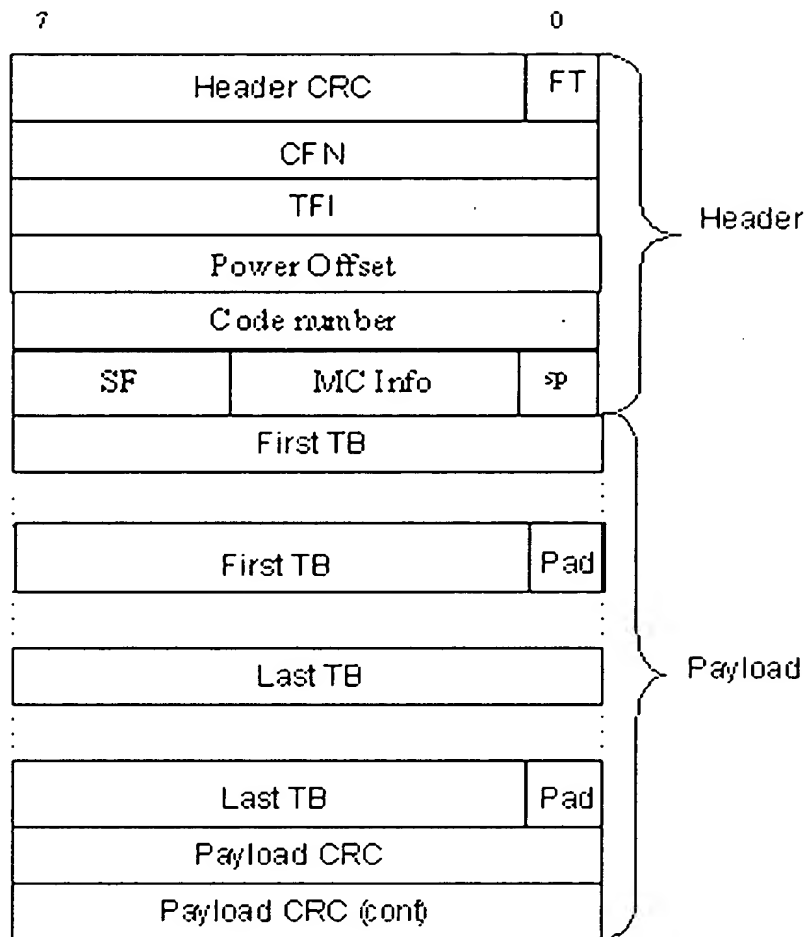 7 0
Header CRC FT
CFN
TFI
Header
Power Offset
Code number
SF MC Info sp
First TB
First TB Pad
Last TB
Payload
Last TB Pad
Payload CRC
Payload CRC (cont)